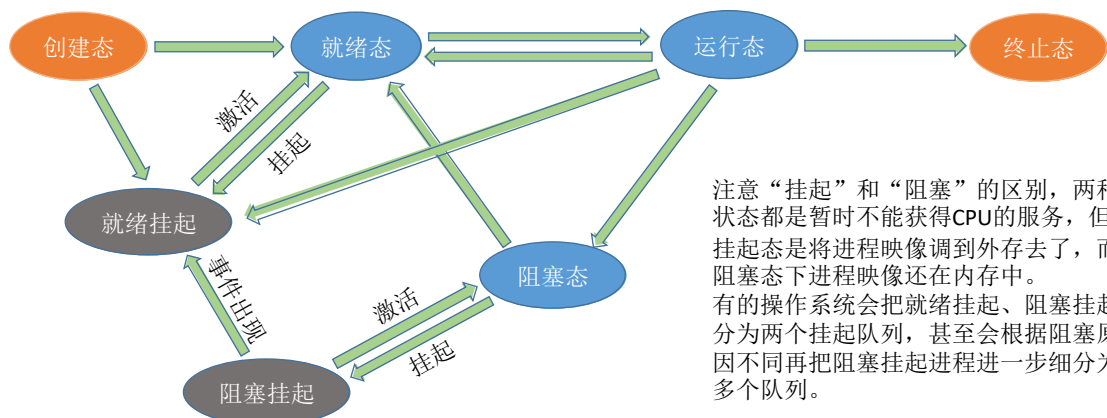 创建态
就绪态
运行态
终止态
激活
挂起
就绪挂起
事件出现
阻塞态
激活
挂起
阻塞挂起
注意“挂起”和“阻塞”的区别，两
状态都是暂时不能获得CPU的服务，但
挂起态是将进程映像调到外存去了，而
阻塞态下进程映像还在内存中。
有的操作系统会把就绪挂起、阻塞挂起
分为两个挂起队列，甚至会根据阻塞原
因不同再把阻塞挂起进程进一步细分为
多个队列。